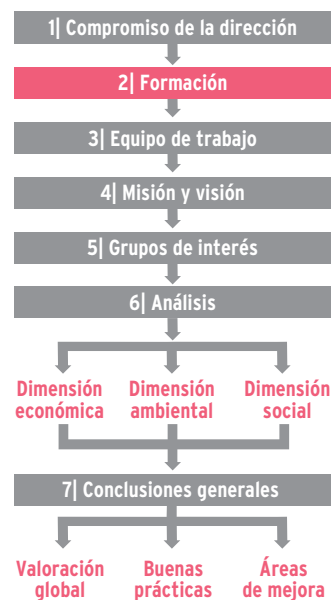 1| Compromiso de la dirección
2| Formación
3| Equipo de trabajo
4| Misión y visión
5| Grupos de interés
6| Análisis
Dimensión económica
Dimensión ambiental
Dimensión social
7| Conclusiones generales
Valoración global
Buenas prácticas
Áreas de mejora